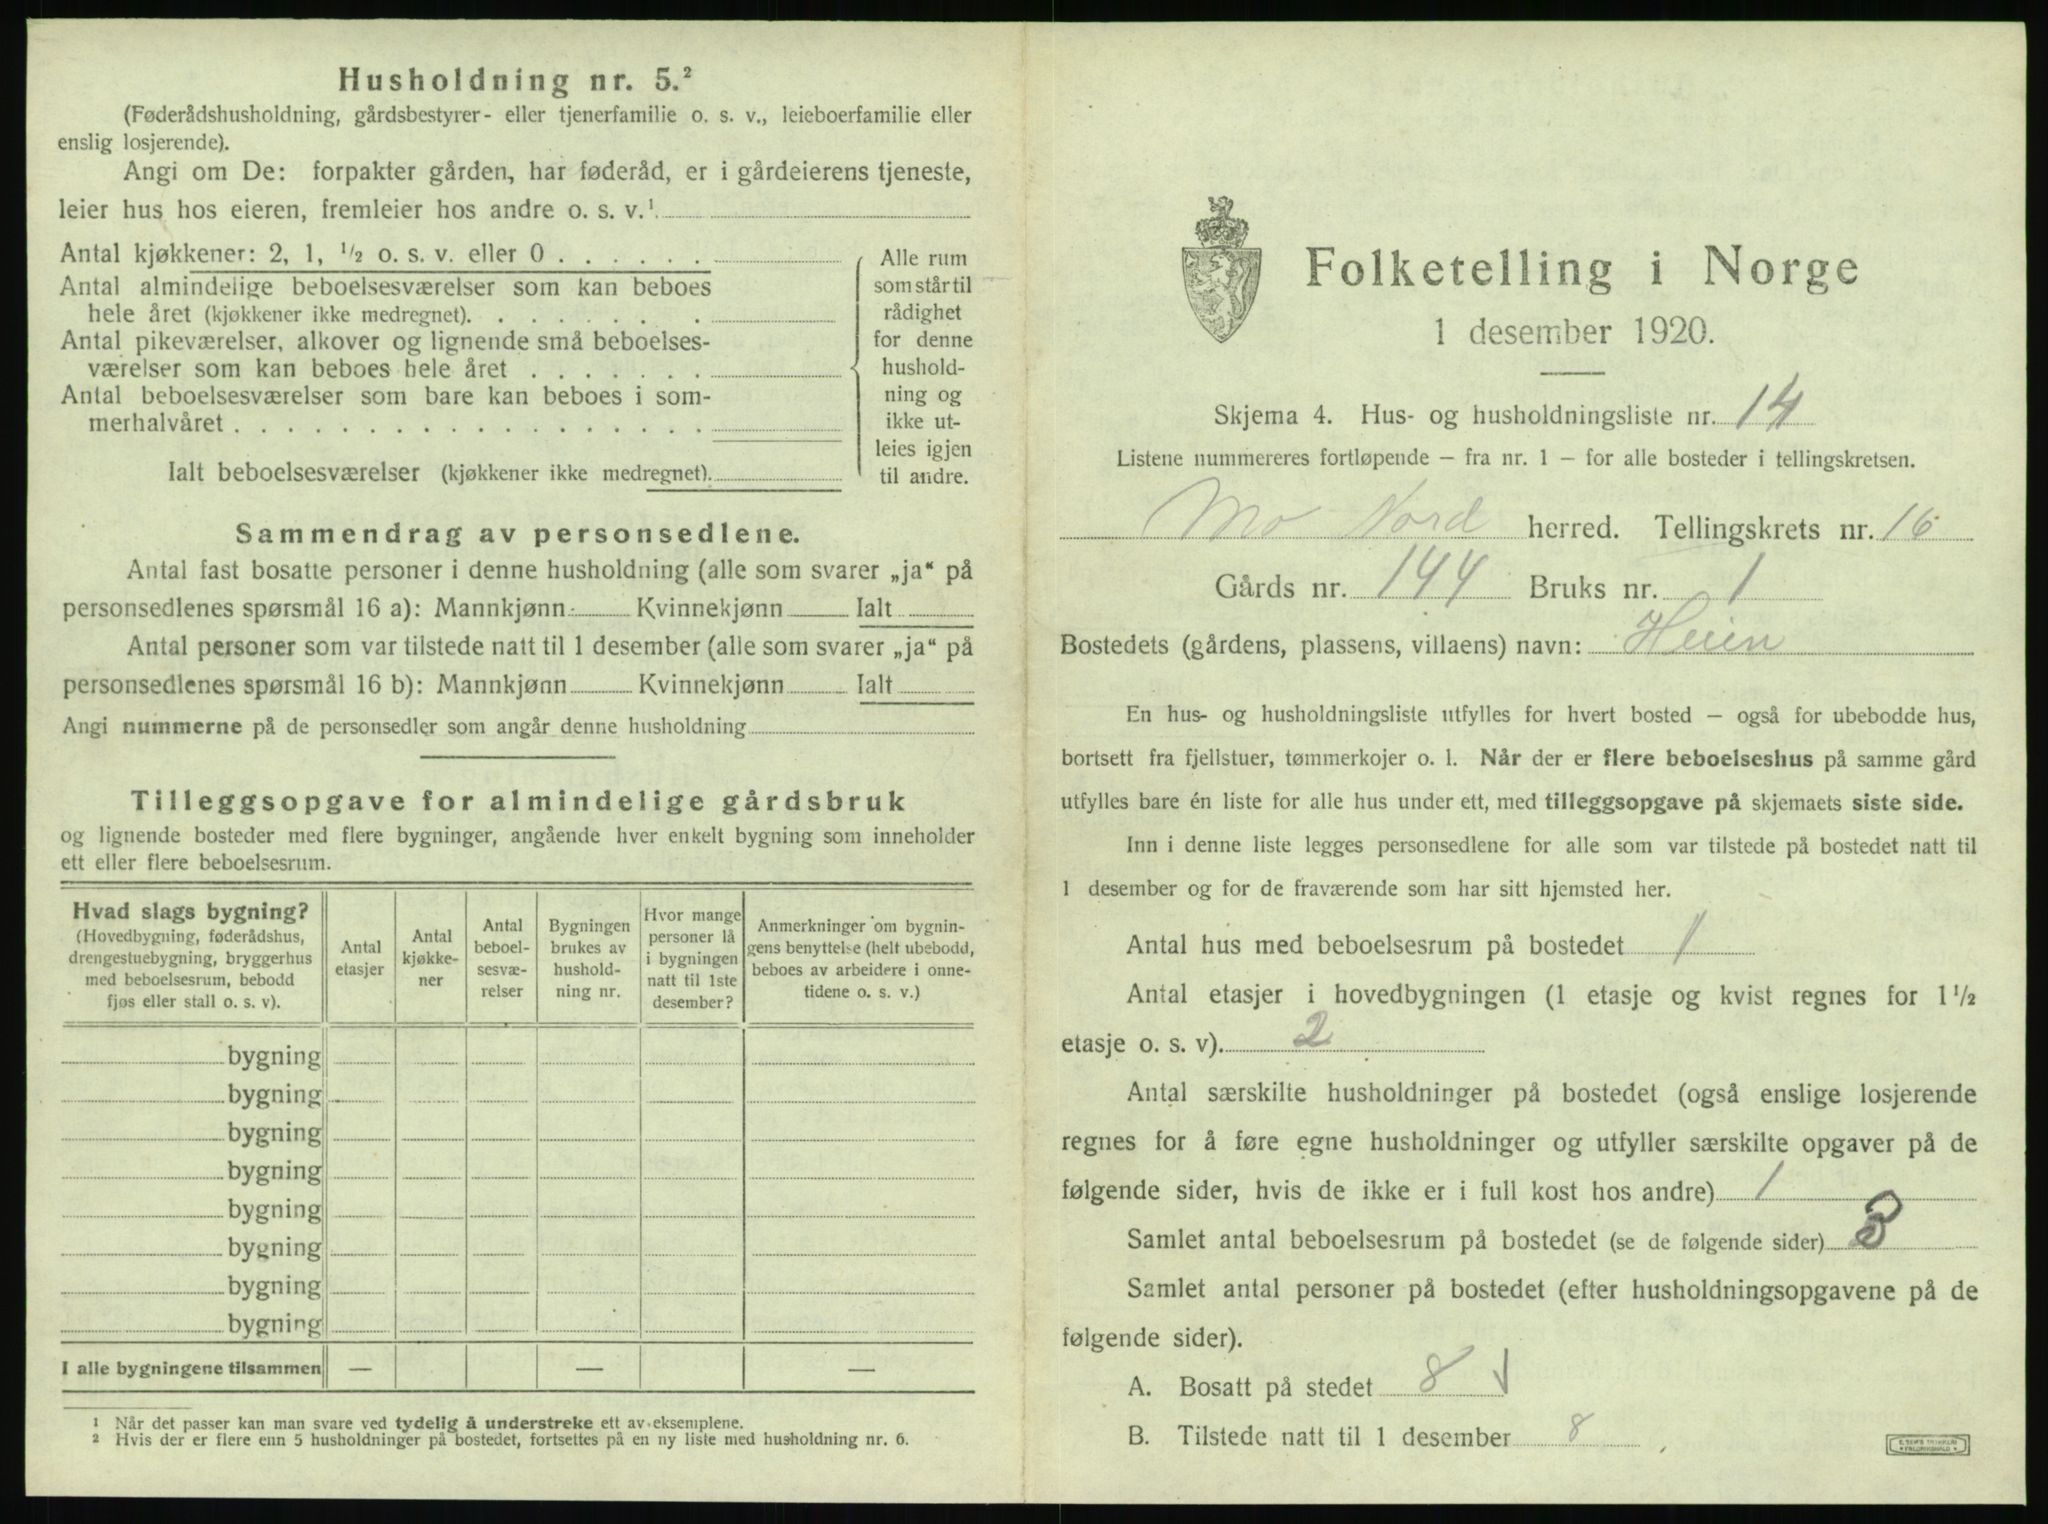 Husholdning nr. 5.²
(Føderådshusholdning, gårdsbestyrer- eller tjenerfamilie o. s. v., leieboerfamilie eller
enslig losjerende).
Angi om De: forpakter gården, har føderåd, er i gårdeierens tjeneste,
leier hus hos eieren, fremleier hos andre o. s. v.¹
Antal kjøkkener: 2, 1, ½ o. s. v. eller 0 . . . . . .
Antal almindelige beboelsesværelser som kan beboes
hele året (kjøkkener ikke medregnet). . . . . . . .
Antal pikeværelser, alkover og lignende små beboelses-
værelser som kan beboes hele året . . . . . . .
Antal beboelsesværelser som bare kan beboes i som-
merhalvåret . . . . . . . . . . . . . . . . . .
Ialt beboelsesværelser (kjøkkener ikke medregnet).
Alle rum
som står til
rådighet
for denne
hushold-
ning og
ikke ut-
leies igjen
til andre.
Sammendrag av personsedlene.
Antal fast bosatte personer i denne husholdning (alle som svarer „ja“ på
personsedlenes spørsmål 16 a): Mannkjønn Kvinnekjønn Ialt
Antal personer som var tilstede natt til 1 desember (alle som svarer „ja“ på
personsedlenes spørsmål 16 b): Mannkjønn Kvinnekjønn Ialt
Angi nummerne på de personsedler som angår denne husholdning
Tilleggsopgave for almindelige gårdsbruk
og lignende bosteder med flere bygninger, angående hver enkelt bygning som inneholder
ett eller flere beboelsesrum.
Hvad slags bygning?
(Hovedbygning, føderådshus,
drengestuebygning, bryggerhus
med beboelsesrum, bebodd
fjøs eller stall o. s. v).
Antal
etasjer
Antal
kjøkke-
ner
Antal
beboel-
sesvæ-
relser
Bygningen
brukes av
hushold-
ning nr.
Hvor mange
personer lå
i bygningen
natt til 1ste
desember?
Anmerkninger om bygnin-
gens benyttelse (helt ubebodd,
beboes av arbeidere i onne-
tidene o. s. v.)
bygning
bygning
bygning
bygning
bygning
bygning
bygning
bygning
I alle bygningene tilsammen — — —
¹ Når det passer kan man svare ved tydelig å understreke ett av eksemplene.
² Hvis der er flere enn 5 husholdninger på bostedet, fortsettes på en ny liste med husholdning nr. 6.
Folketelling i Norge
1 desember 1920.
Skjema 4. Hus- og husholdningsliste nr. 14
Listene nummereres fortløpende – fra nr. 1 – for alle bosteder i tellingskretsen.
Mo Nord herred. Tellingskrets nr. 16
Gårds nr. 144 Bruks nr. 1
Bostedets (gårdens, plassens, villaens) navn: Heien
En hus- og husholdningsliste utfylles for hvert bosted – også for ubebodde hus,
bortsett fra fjellstuer, tømmerkojer o. l. Når der er flere beboelseshus på samme gård
utfylles bare én liste for alle hus under ett, med tilleggsopgave på skjemaets siste side.
Inn i denne liste legges personsedlene for alle som var tilstede på bostedet natt til
1 desember og for de fraværende som har sitt hjemsted her.
Antal hus med beboelsesrum på bostedet 1
Antal etasjer i hovedbygningen (1 etasje og kvist regnes for 1½
etasje o. s. v). 2
Antal særskilte husholdninger på bostedet (også enslige losjerende
regnes for å føre egne husholdninger og utfyller særskilte opgaver på de
følgende sider, hvis de ikke er i full kost hos andre) 1
Samlet antal beboelsesrum på bostedet (se de følgende sider) 3
Samlet antal personer på bostedet (efter husholdningsopgavene på de
følgende sider).
A. Bosatt på stedet 8 √
B. Tilstede natt til 1 desember 8